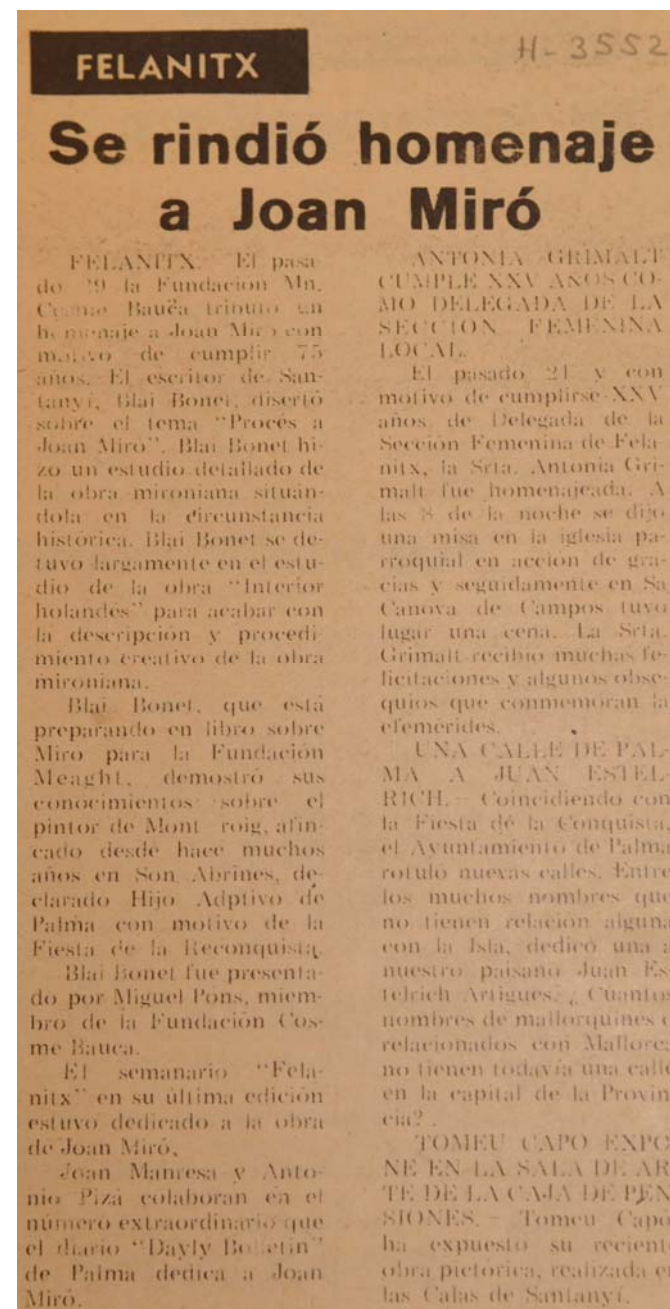 H-3552
FELANITX
Se rindió homenaje
a Joan Miró
FELANITX. El pasa-
do 29 la Fundación Mn.
Cosme Bauça tributó un
homenaje a Joan Miró con
motivo de cumplir 75
años. El escritor de San-
tanyí, Blai Bonet, disertó
sobre el tema "Procés a
Joan Miró". Blai Bonet hi-
zo un estudio detallado de
la obra mironiana situán-
dola en la circunstancia
histórica. Blai Bonet se de-
tuvo largamente en el estu-
dio de la obra "Interior
holandés" para acabar con
la descripción y procedi-
miento creativo de la obra
mironiana.
Blai Bonet, que está
preparando en libro sobre
Miro para la Fundación
Meaght, demostró sus
conocimientos sobre el
pintor de Mont roig, afin-
cado desde hace muchos
años en Son Abrines, de-
clarado Hijo Adptivo de
Palma con motivo de la
Fiesta de la Reconquista.
Blai Bonet fue presenta-
do por Miguel Pons, miem-
bro de la Fundación Cos-
me Bauca.
El semanario "Fela-
nitx" en su última edición
estuvo dedicado a la obra
de Joan Miró.
Joan Manresa y Anto-
nio Pizá colaboran en el
número extraordinario que
el diario "Dayly Boletin"
de Palma dedica a Joan
Miró.
ANTONIA GRIMALT
CUMPLE XXV AÑOS CO-
MO DELEGADA DE LA
SECCION FEMENINA
LOCAL.
El pasado 21 y con
motivo de cumplirse XXV
años de Delegada de la
Sección Femenina de Fela-
nitx, la Srta. Antonia Gri-
malt fue homenajeada. A
las 8 de la noche se dijo
una misa en la iglesia pa-
rroquial en acción de gra-
cias y seguidamente en Sa
Canova de Campos tuvo
lugar una cena. La Srta.
Grimalt recibió muchas fe-
licitaciones y algunos obse-
quios que conmemoran la
efemérides.
UNA CALLE DE PAL-
MA A JUAN ESTEL-
RICH.- Coincidiendo con
la Fiesta de la Conquista,
el Ayuntamiento de Palma
rotuló nuevas calles. Entre
los muchos nombres que
no tienen relación alguna
con la Isla, dedicó una a
nuestro paisano Juan Es-
telrich Artigues. ¿ Cuantos
nombres de mallorquines o
relacionados con Mallorca
no tienen todavía una calle
en la capital de la Provin
cia?.
TOMEU CAPO EXPO
NE EN LA SALA DE AR
TE DE LA CAJA DE PEN
SIONES.- Tomeu Capo
ha expuesto su recient
obra pictórica, realizada en
las Calas de Santanyí.